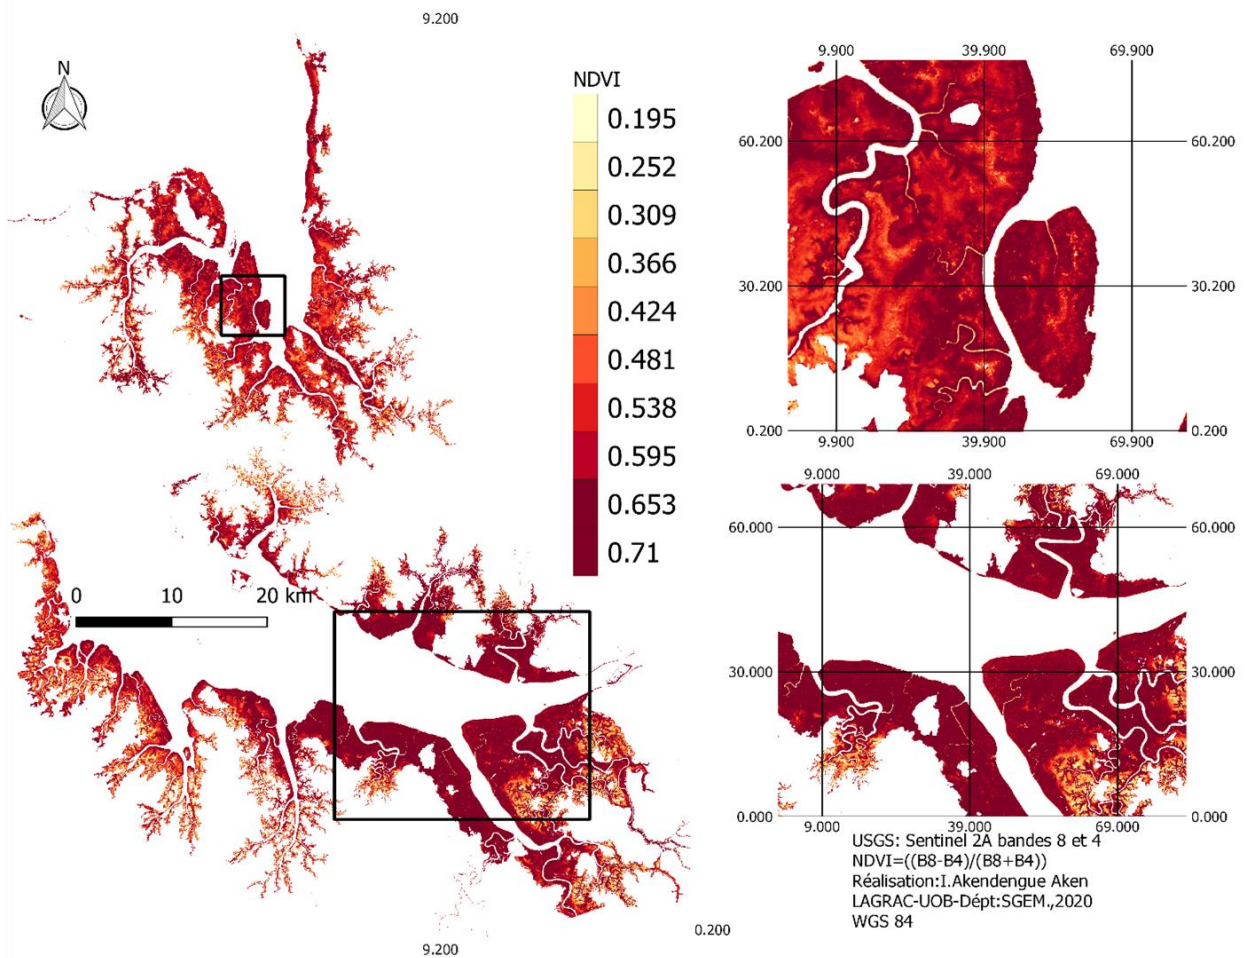 9.200
N
NDVI
0.195
0.252
0.309
0.366
0.424
0.481
0.538
0.595
0.653
0.71
0 10 20 km
0.200
9.200
9.900 39.900 69.900
60.200 60.200
30.200 30.200
0.200 0.200
9.900 39.900 69.900
9.000 39.000 69.000
60.000 60.000
30.000 30.000
0.000 0.000
9.000 39.000 69.000
USGS: Sentinel 2A bandes 8 et 4
NDVI=((B8-B4)/(B8+B4))
Réalisation:I.Akendengue Aken
LAGRAC-UOB-Dépt:SGEM.,2020
WGS 84